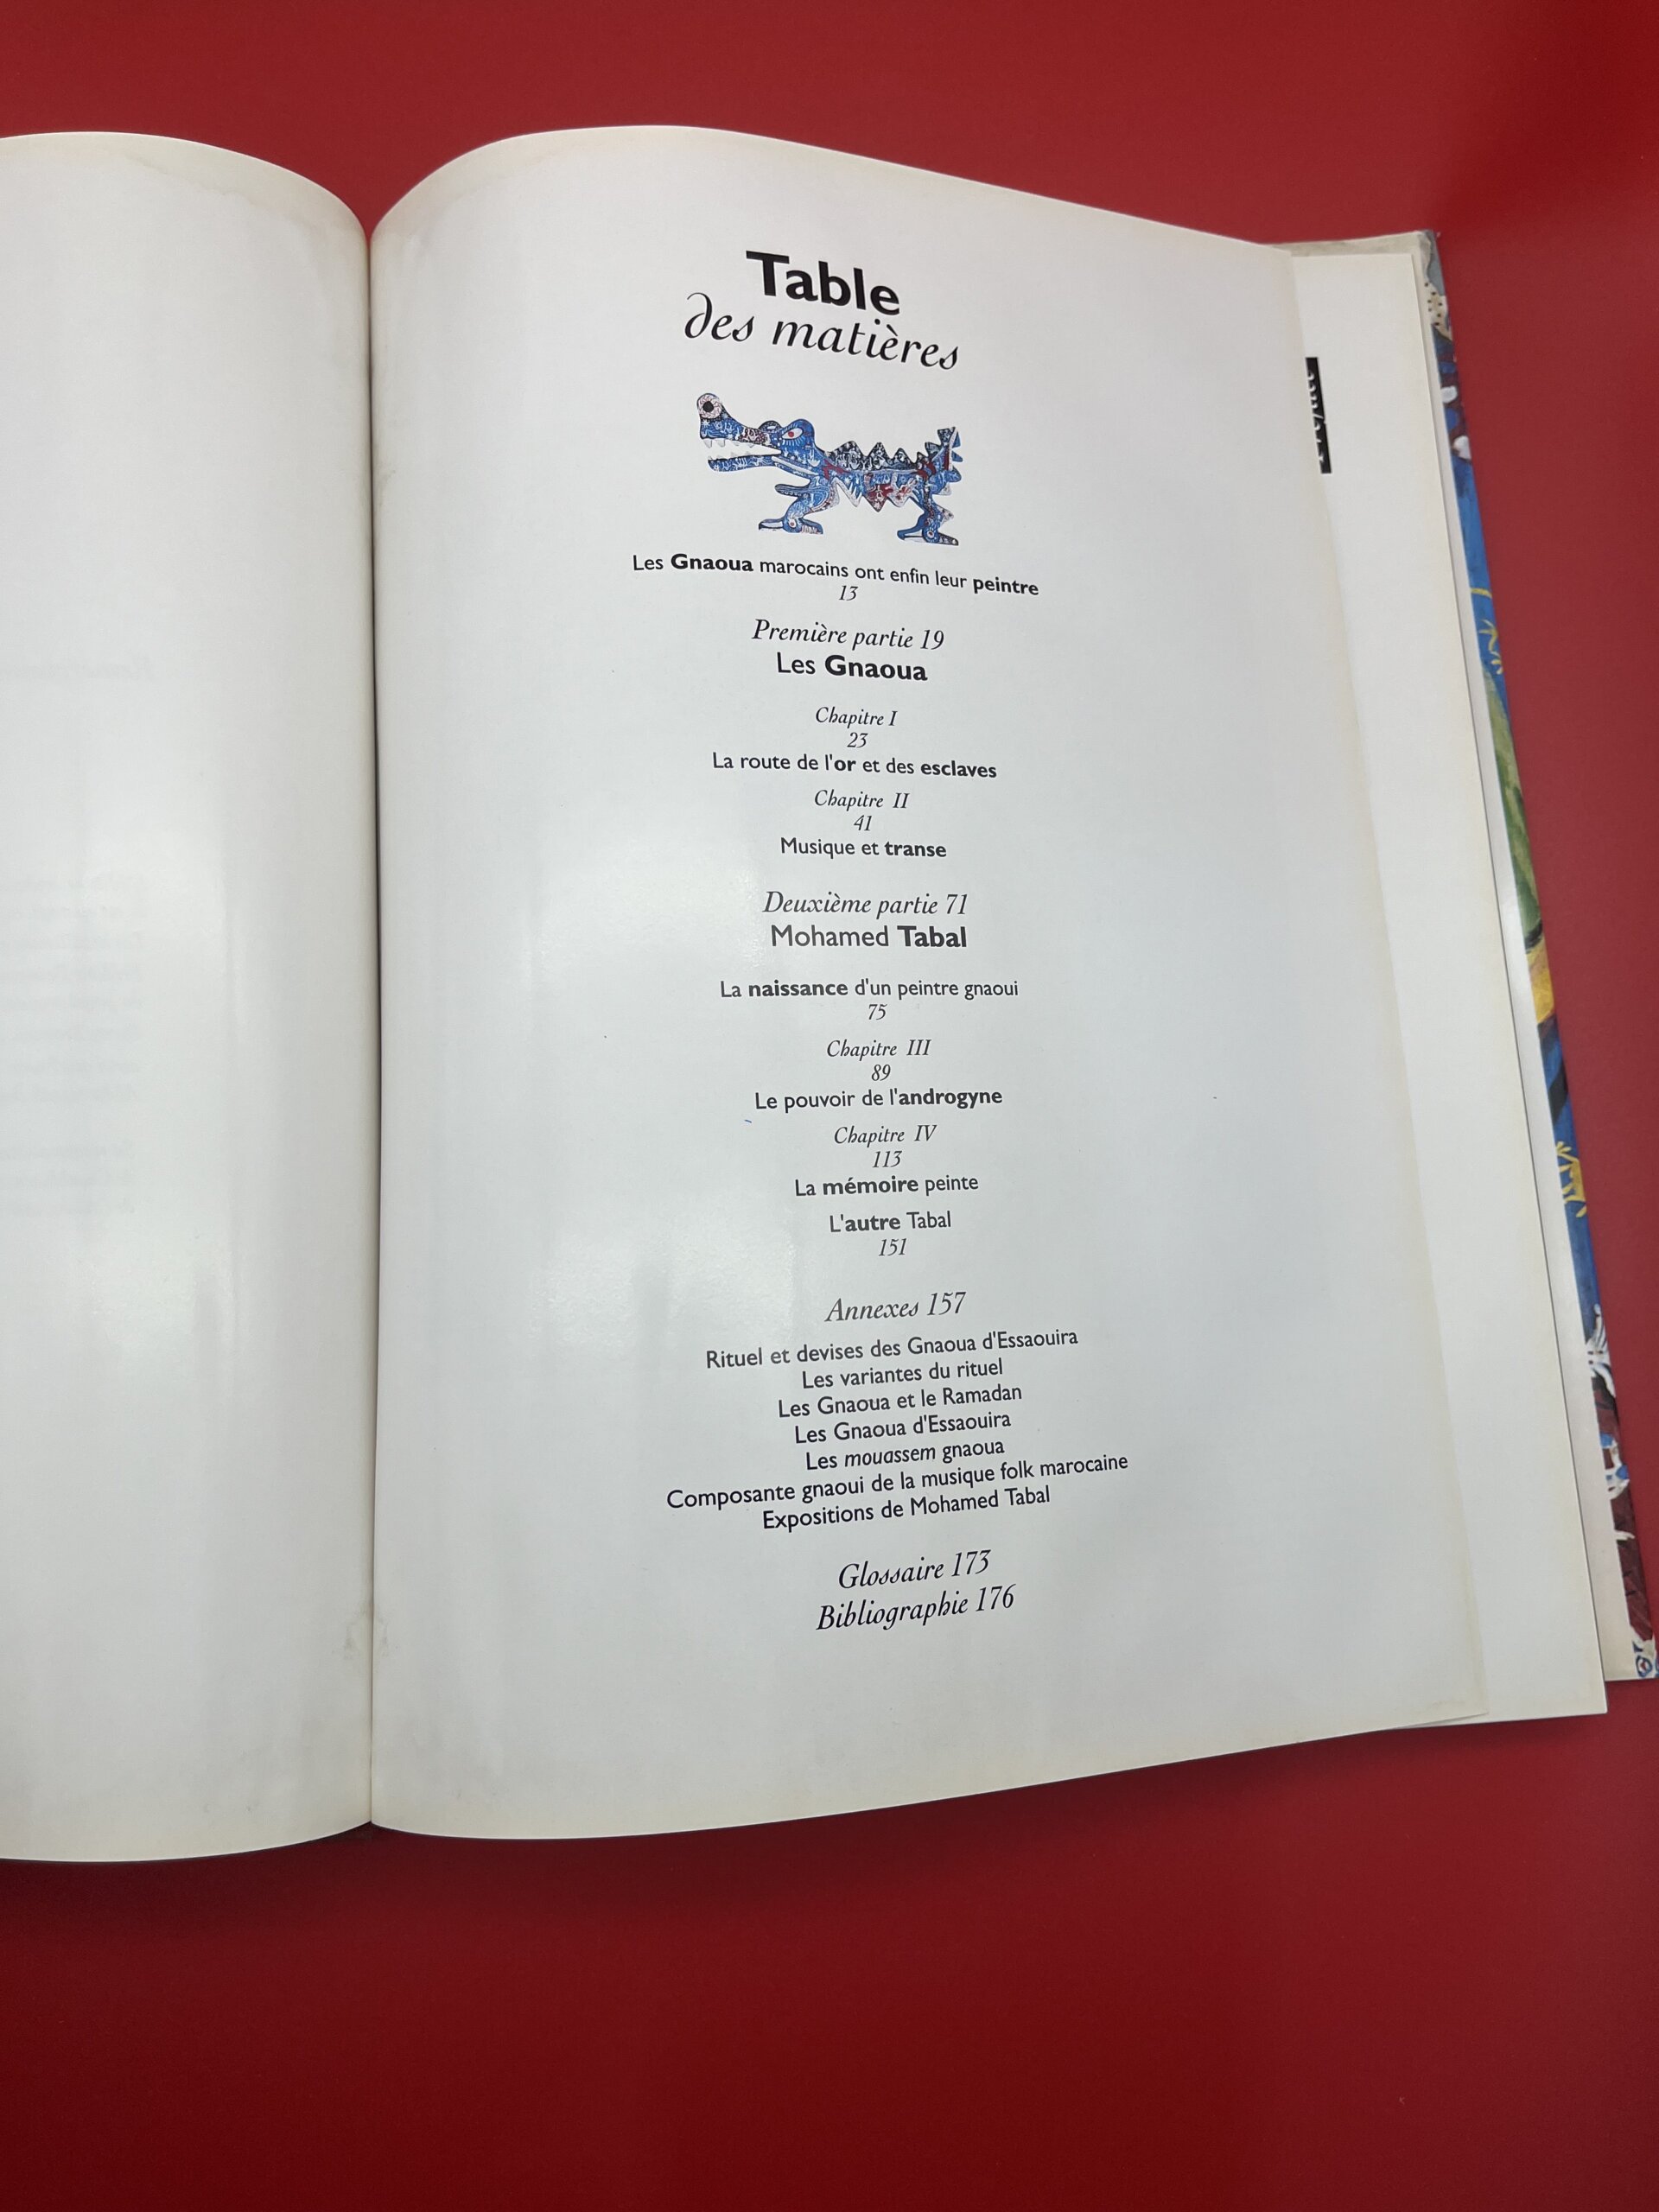 Table
des matières
Les Gnaoua marocains ont enfin leur peintre
13
Première partie 19
Les Gnaoua
Chapitre I
23
La route de l'or et des esclaves
Chapitre II
41
Musique et transe
Deuxième partie 71
Mohamed Tabal
La naissance d'un peintre gnaoui
75
Chapitre III
89
Le pouvoir de l'androgyne
Chapitre IV
113
La mémoire peinte
L'autre Tabal
151
Annexes 157
Rituel et devises des Gnaoua d'Essaouira
Les variantes du rituel
Les Gnaoua et le Ramadan
Les Gnaoua d'Essaouira
Les mouassem gnaoua
Composante gnaoui de la musique folk marocaine
Expositions de Mohamed Tabal
Glossaire 173
Bibliographie 176